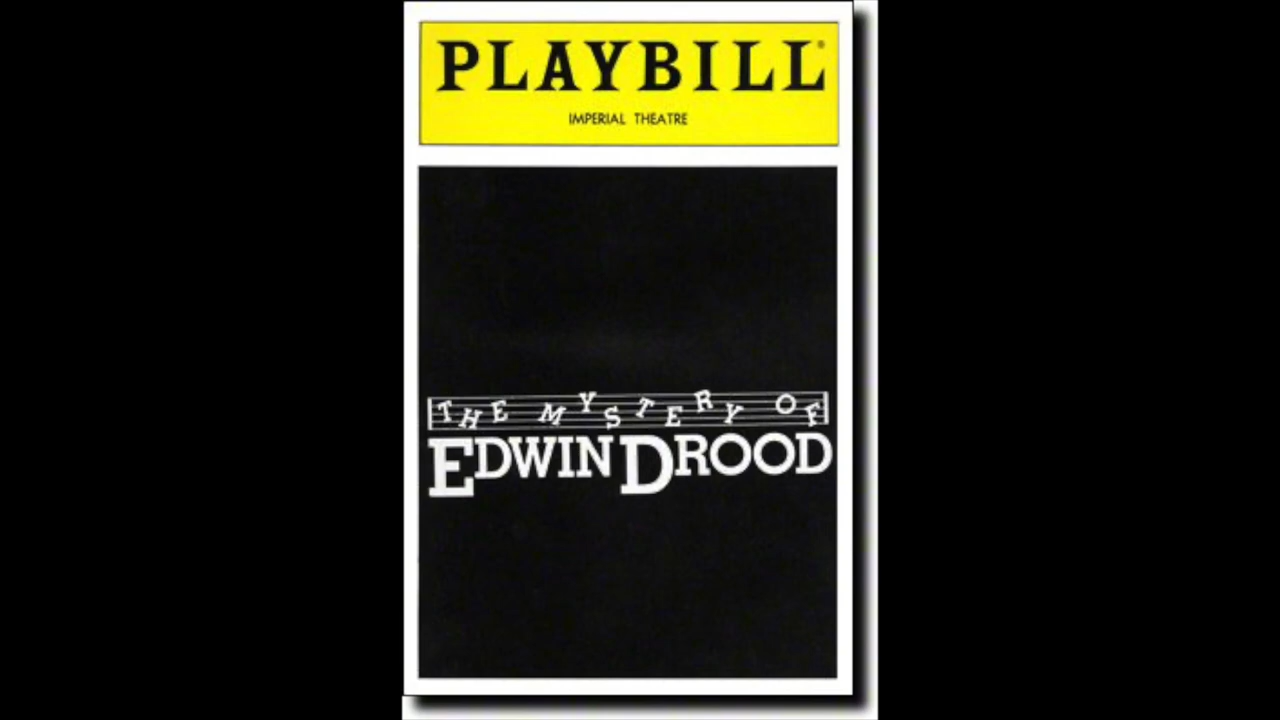 PLAYBILL®
IMPERIAL THEATRE
THE MYSTERY OF
EDWIN DROOD